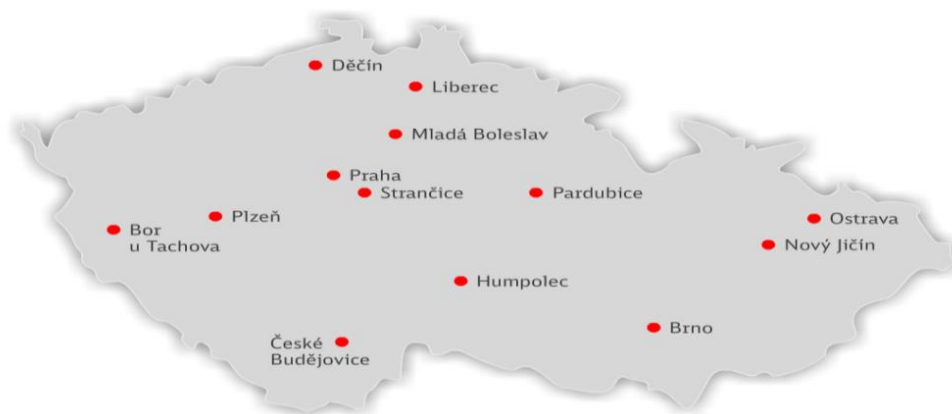 Děčín
Liberec
Mladá Boleslav
Praha
Strančice
Pardubice
Plzeň
Ostrava
Bor
u Tachova
Nový Jičín
Humpolec
Brno
České
Budějovice